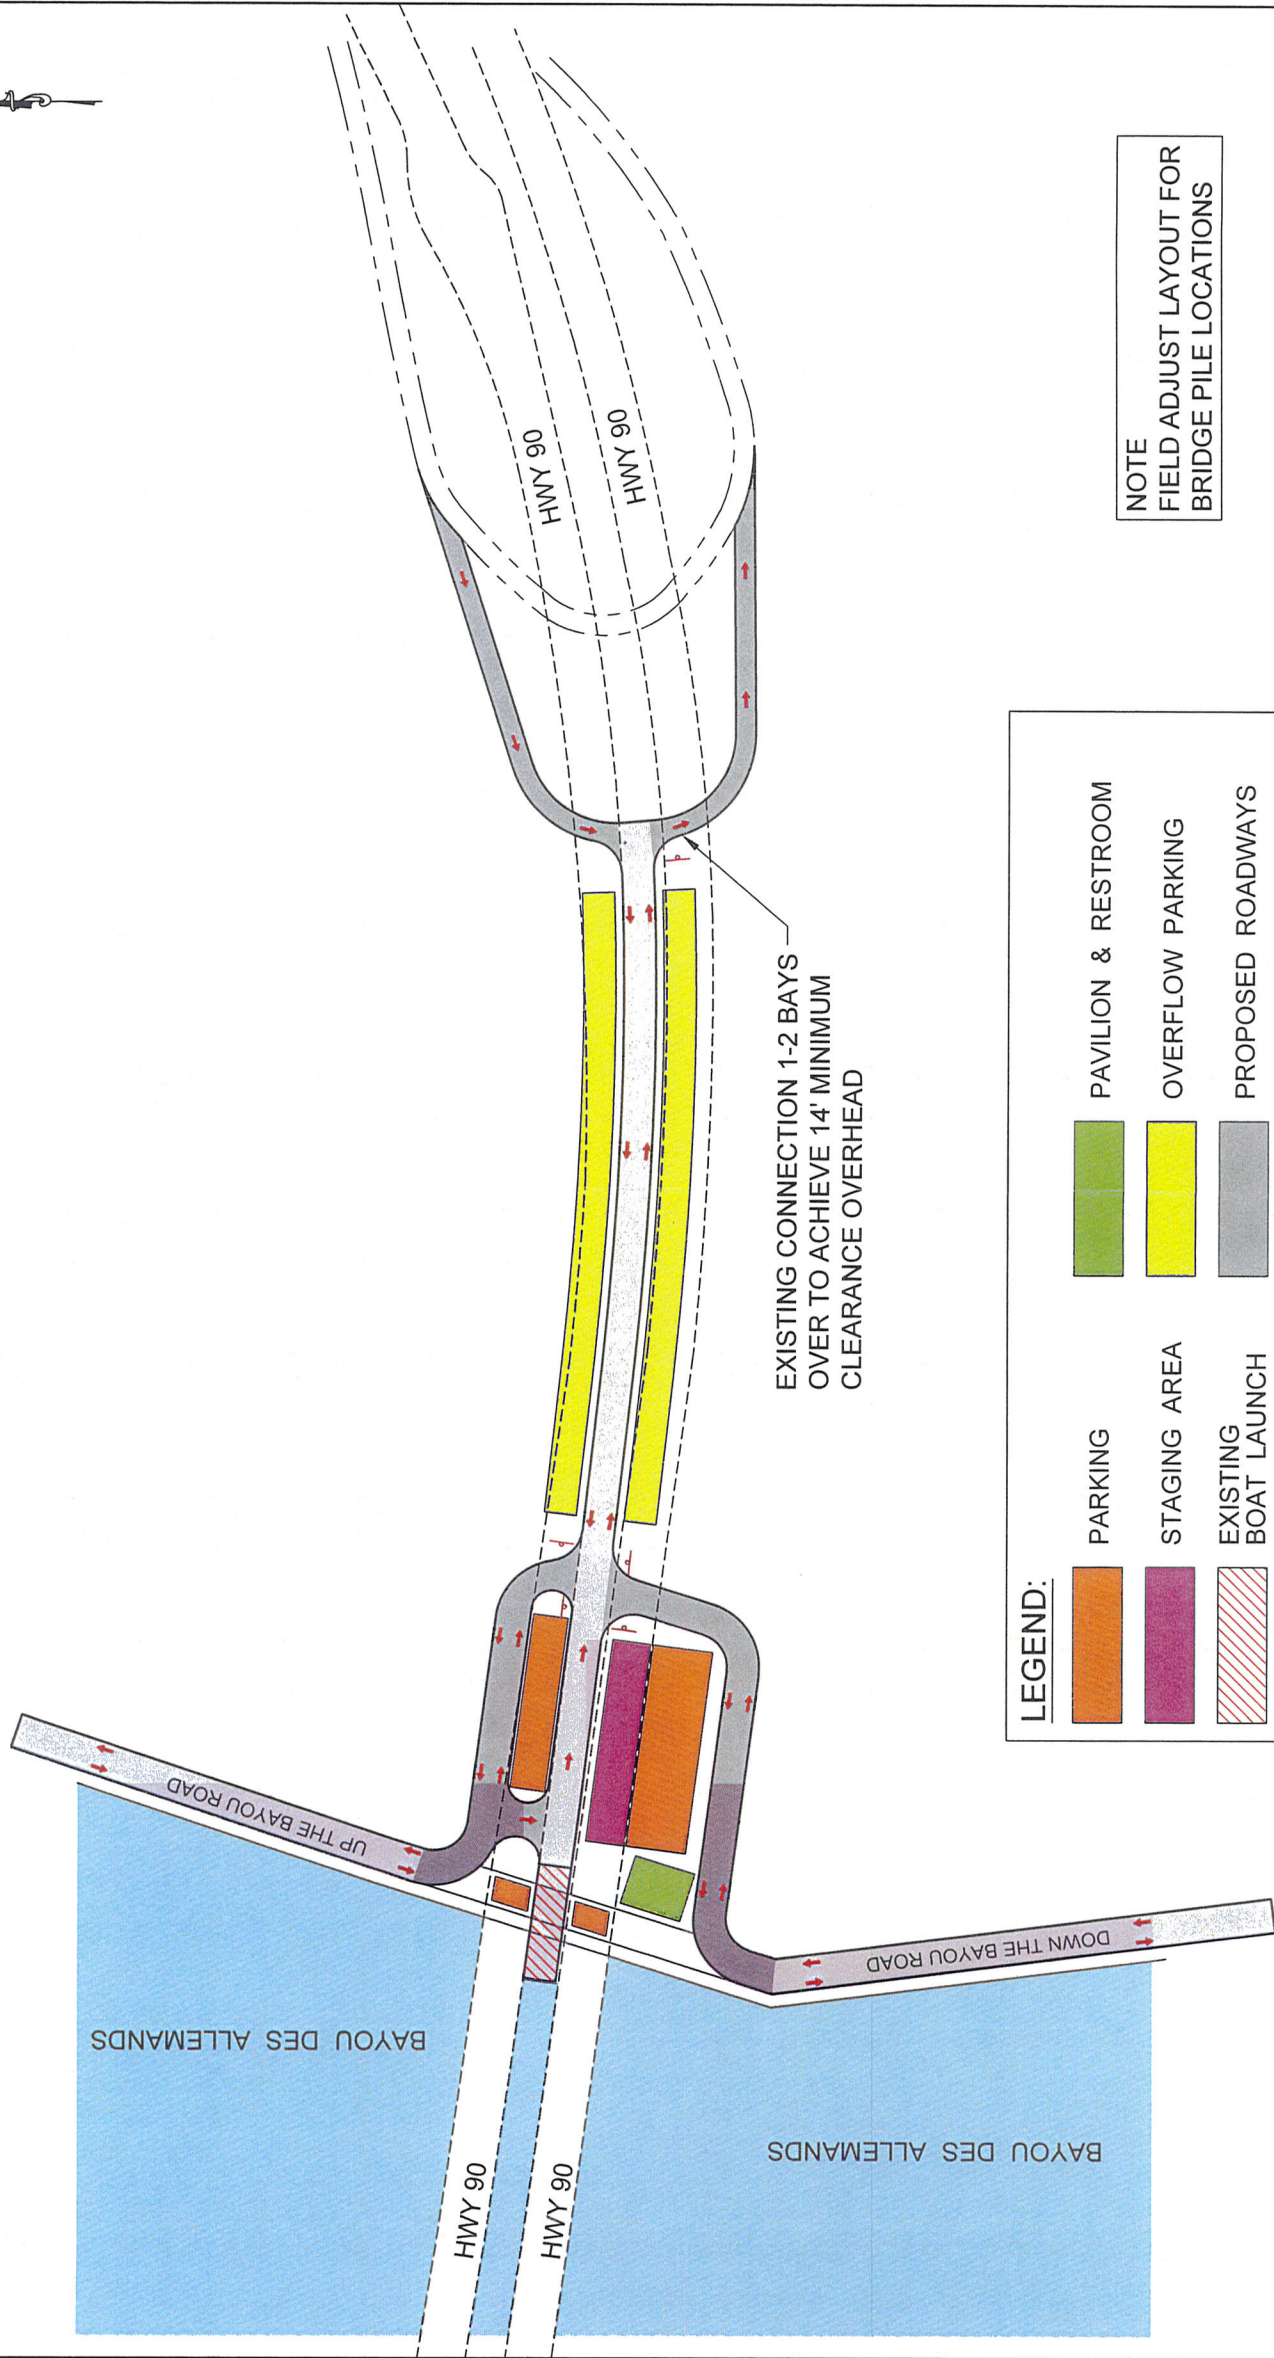 HWY 90
HWY 90
UP THE BAYOU ROAD
BAYOU DES ALLEMANDS
HWY 90
HWY 90
BAYOU DES ALLEMANDS
DOWN THE BAYOU ROAD
EXISTING CONNECTION 1-2 BAYS
OVER TO ACHIEVE 14' MINIMUM
CLEARANCE OVERHEAD
NOTE
FIELD ADJUST LAYOUT FOR
BRIDGE PILE LOCATIONS
LEGEND:
PARKING
PAVILION & RESTROOM
STAGING AREA
OVERFLOW PARKING
EXISTING
BOAT LAUNCH
PROPOSED ROADWAYS